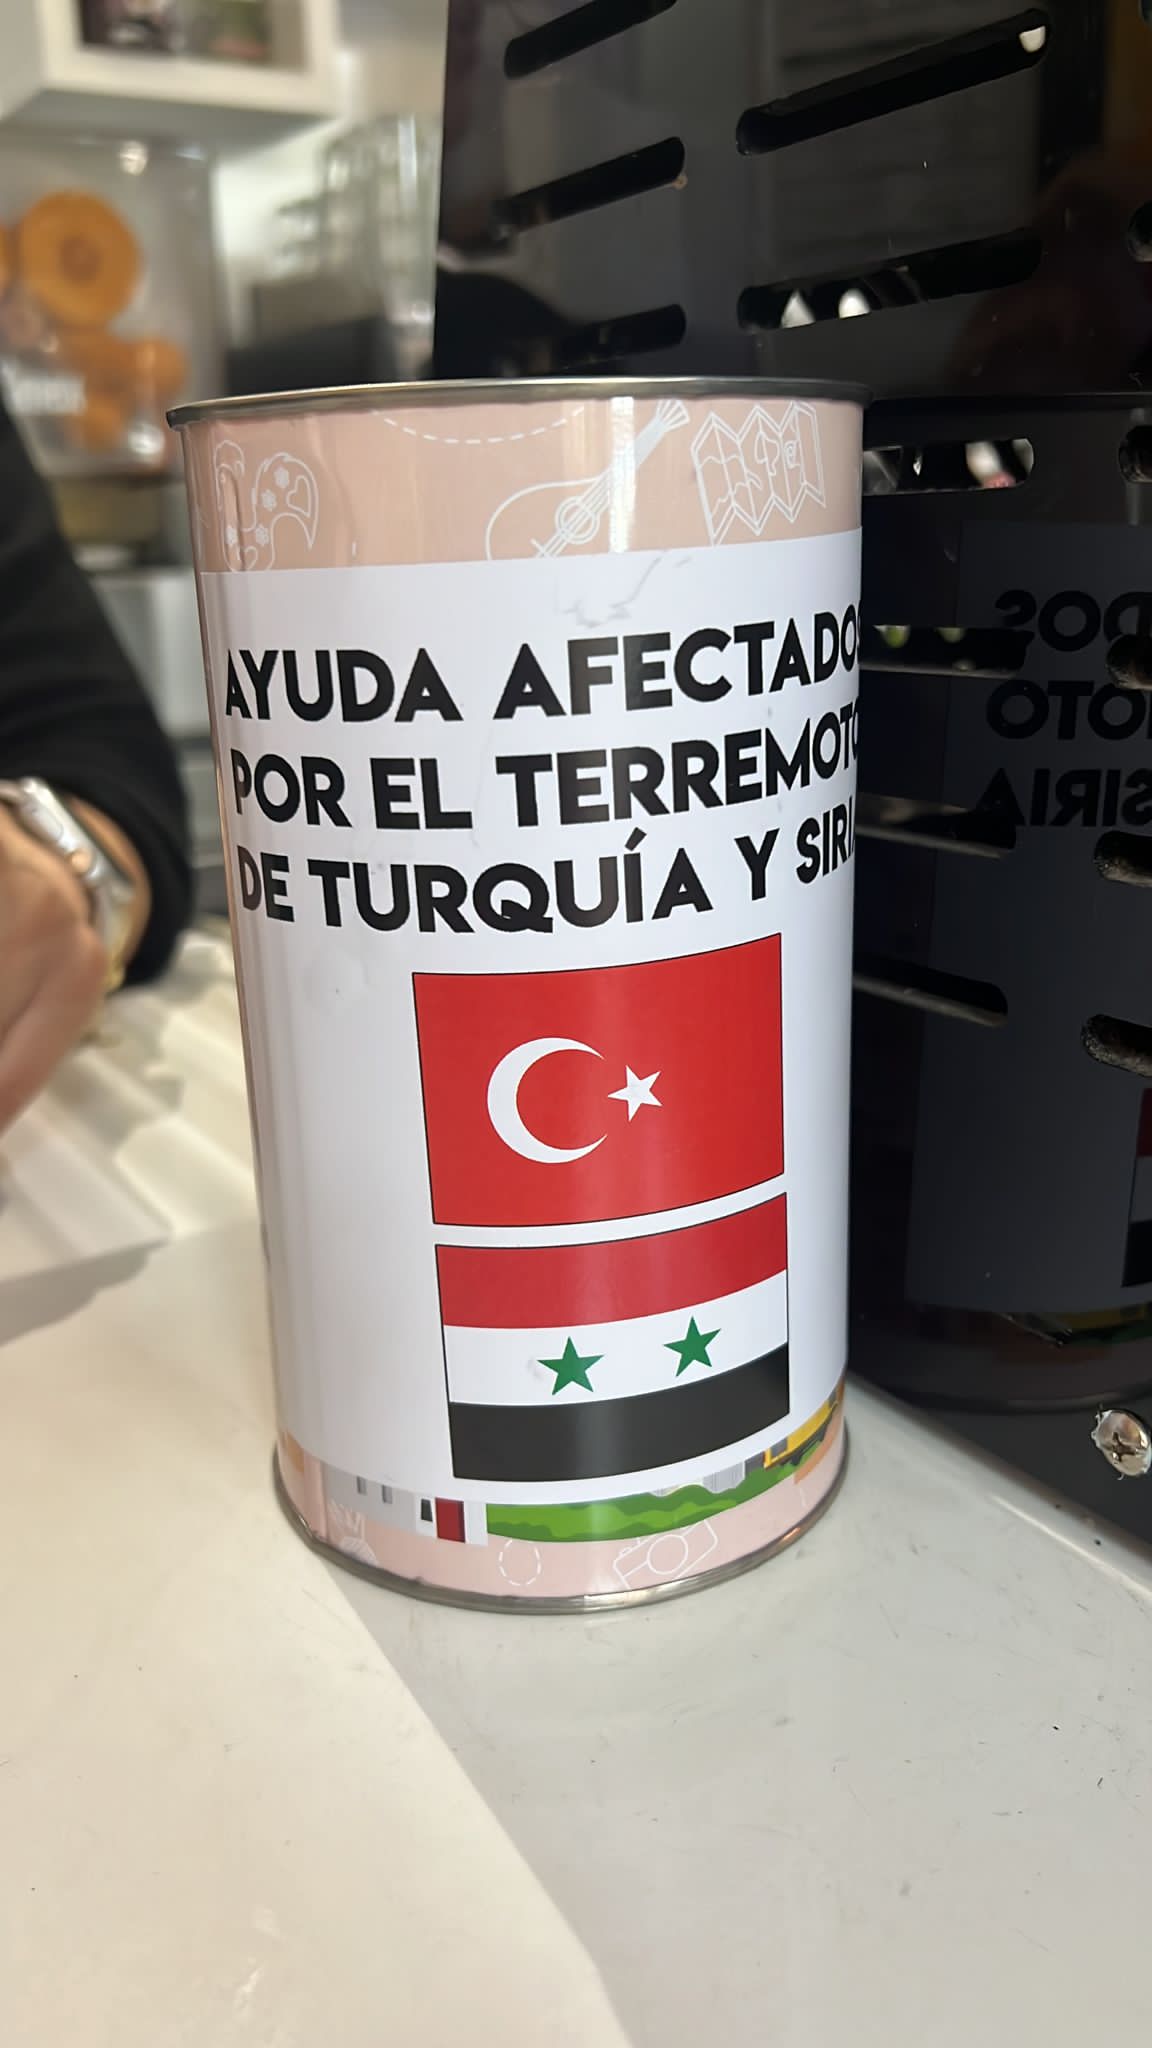 AYUDA AFECTADOS
POR EL TERREMOTO
DE TURQUÍA Y SIRIA